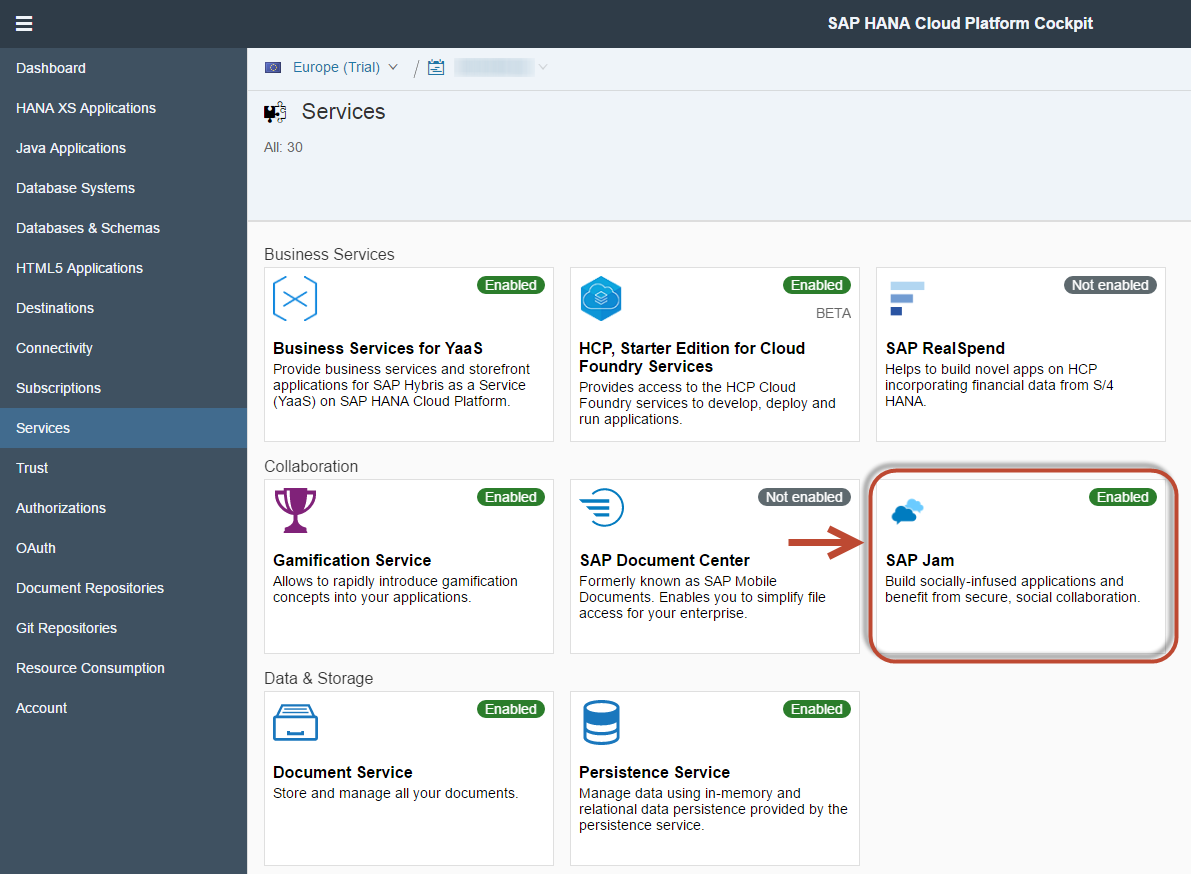 SAP HANA Cloud Platform Cockpit
Dashboard
HANA XS Applications
Java Applications
Database Systems
Databases & Schemas
HTML5 Applications
Destinations
Connectivity
Subscriptions
Services
Trust
Authorizations
OAuth
Document Repositories
Git Repositories
Resource Consumption
Account
Europe (Trial) /
Services
All: 30
Business Services
Enabled
Business Services for YaaS
Provide business services and storefront
applications for SAP Hybris as a Service
(YaaS) on SAP HANA Cloud Platform.
Enabled
BETA
HCP, Starter Edition for Cloud
Foundry Services
Provides access to the HCP Cloud
Foundry services to develop, deploy and
run applications.
Not enabled
SAP RealSpend
Helps to build novel apps on HCP
incorporating financial data from S/4
HANA.
Collaboration
Enabled
Gamification Service
Allows to rapidly introduce gamification
concepts into your applications.
Not enabled
SAP Document Center
Formerly known as SAP Mobile
Documents. Enables you to simplify file
access for your enterprise.
Enabled
SAP Jam
Build socially-infused applications and
benefit from secure, social collaboration.
Data & Storage
Enabled
Document Service
Store and manage all your documents.
Enabled
Persistence Service
Manage data using in-memory and
relational data persistence provided by the
persistence service.